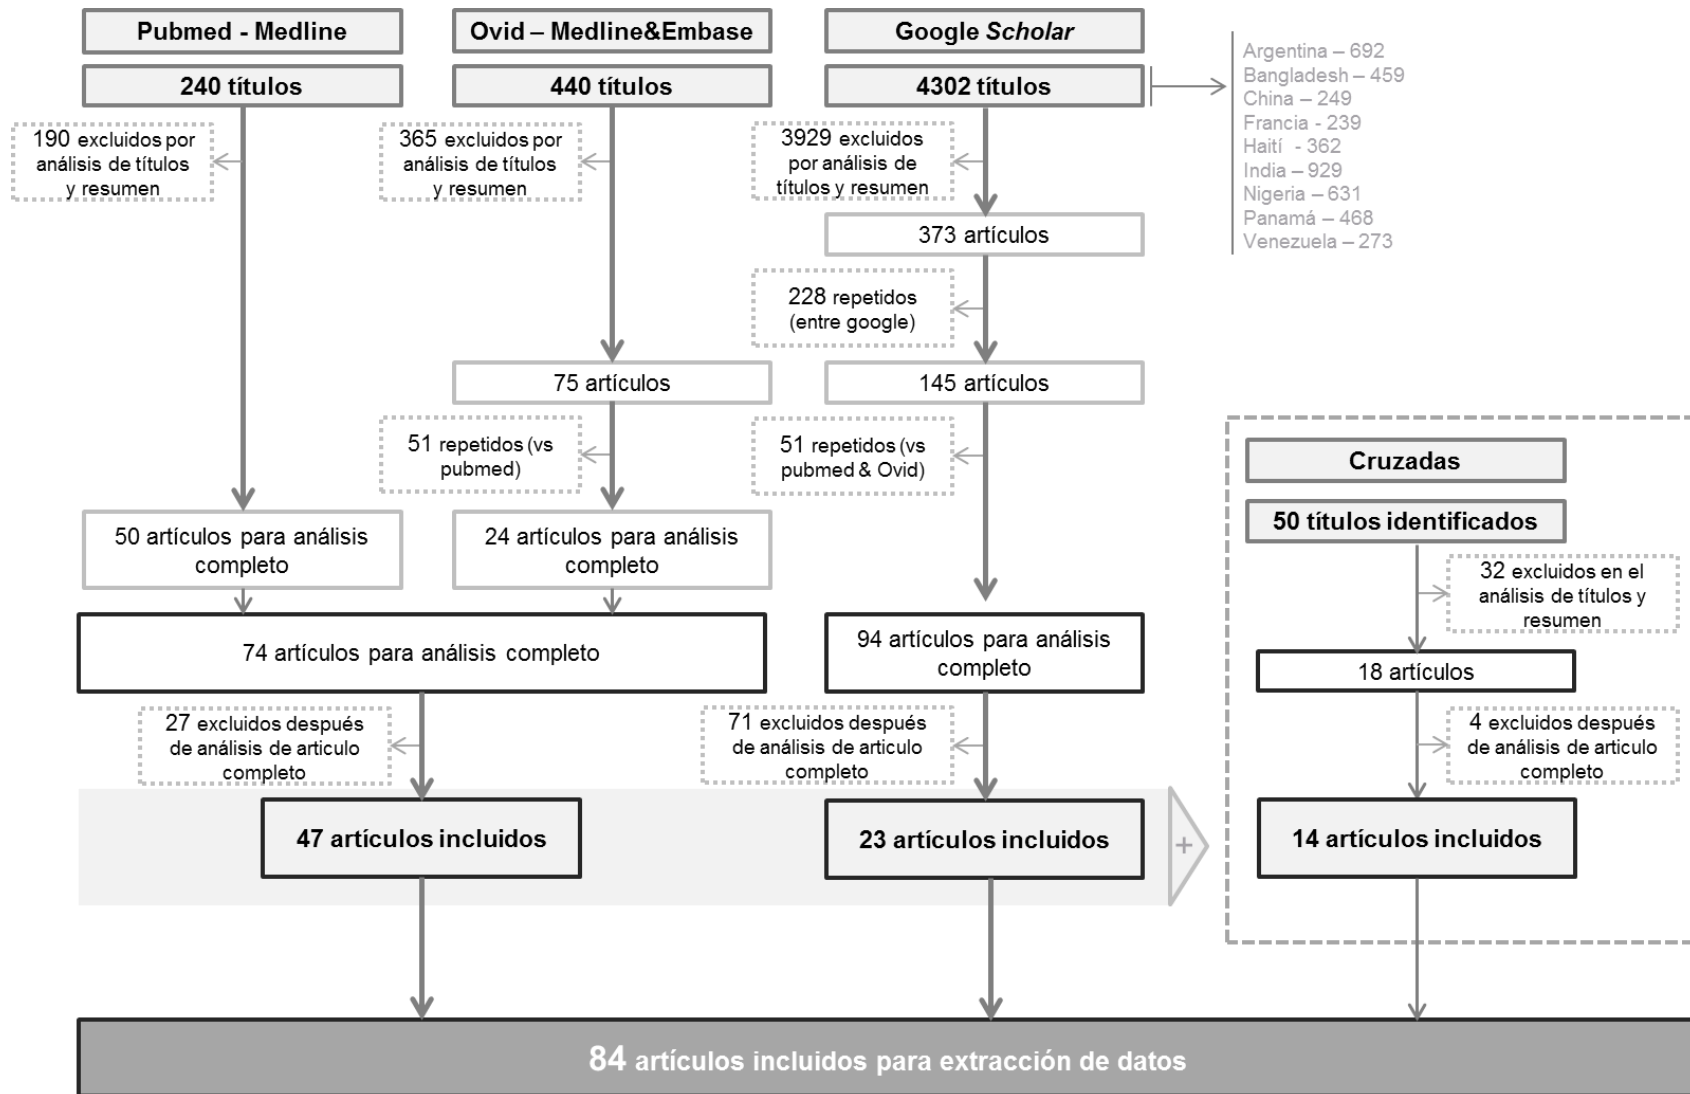 Pubmed - Medline
240 títulos
190 excluidos por
análisis de títulos
y resumen
50 artículos para análisis
completo
Ovid – Medline&Embase
440 títulos
365 excluidos por
análisis de títulos
y resumen
75 artículos
51 repetidos (vs
pubmed)
24 artículos para análisis
completo
74 artículos para análisis completo
27 excluidos después
de análisis de articulo
completo
47 artículos incluidos
Google Scholar
4302 títulos
Argentina – 692
Bangladesh – 459
China – 249
Francia - 239
Haití - 362
India – 929
Nigeria – 631
Panamá – 468
Venezuela – 273
3929 excluidos
por análisis de
títulos y resumen
373 artículos
228 repetidos
(entre google)
145 artículos
51 repetidos (vs
pubmed & Ovid)
94 artículos para análisis
completo
71 excluidos después
de análisis de articulo
completo
23 artículos incluidos
+
Cruzadas
50 títulos identificados
32 excluidos en el
análisis de títulos y
resumen
18 artículos
4 excluidos después
de análisis de articulo
completo
14 artículos incluidos
84 artículos incluidos para extracción de datos